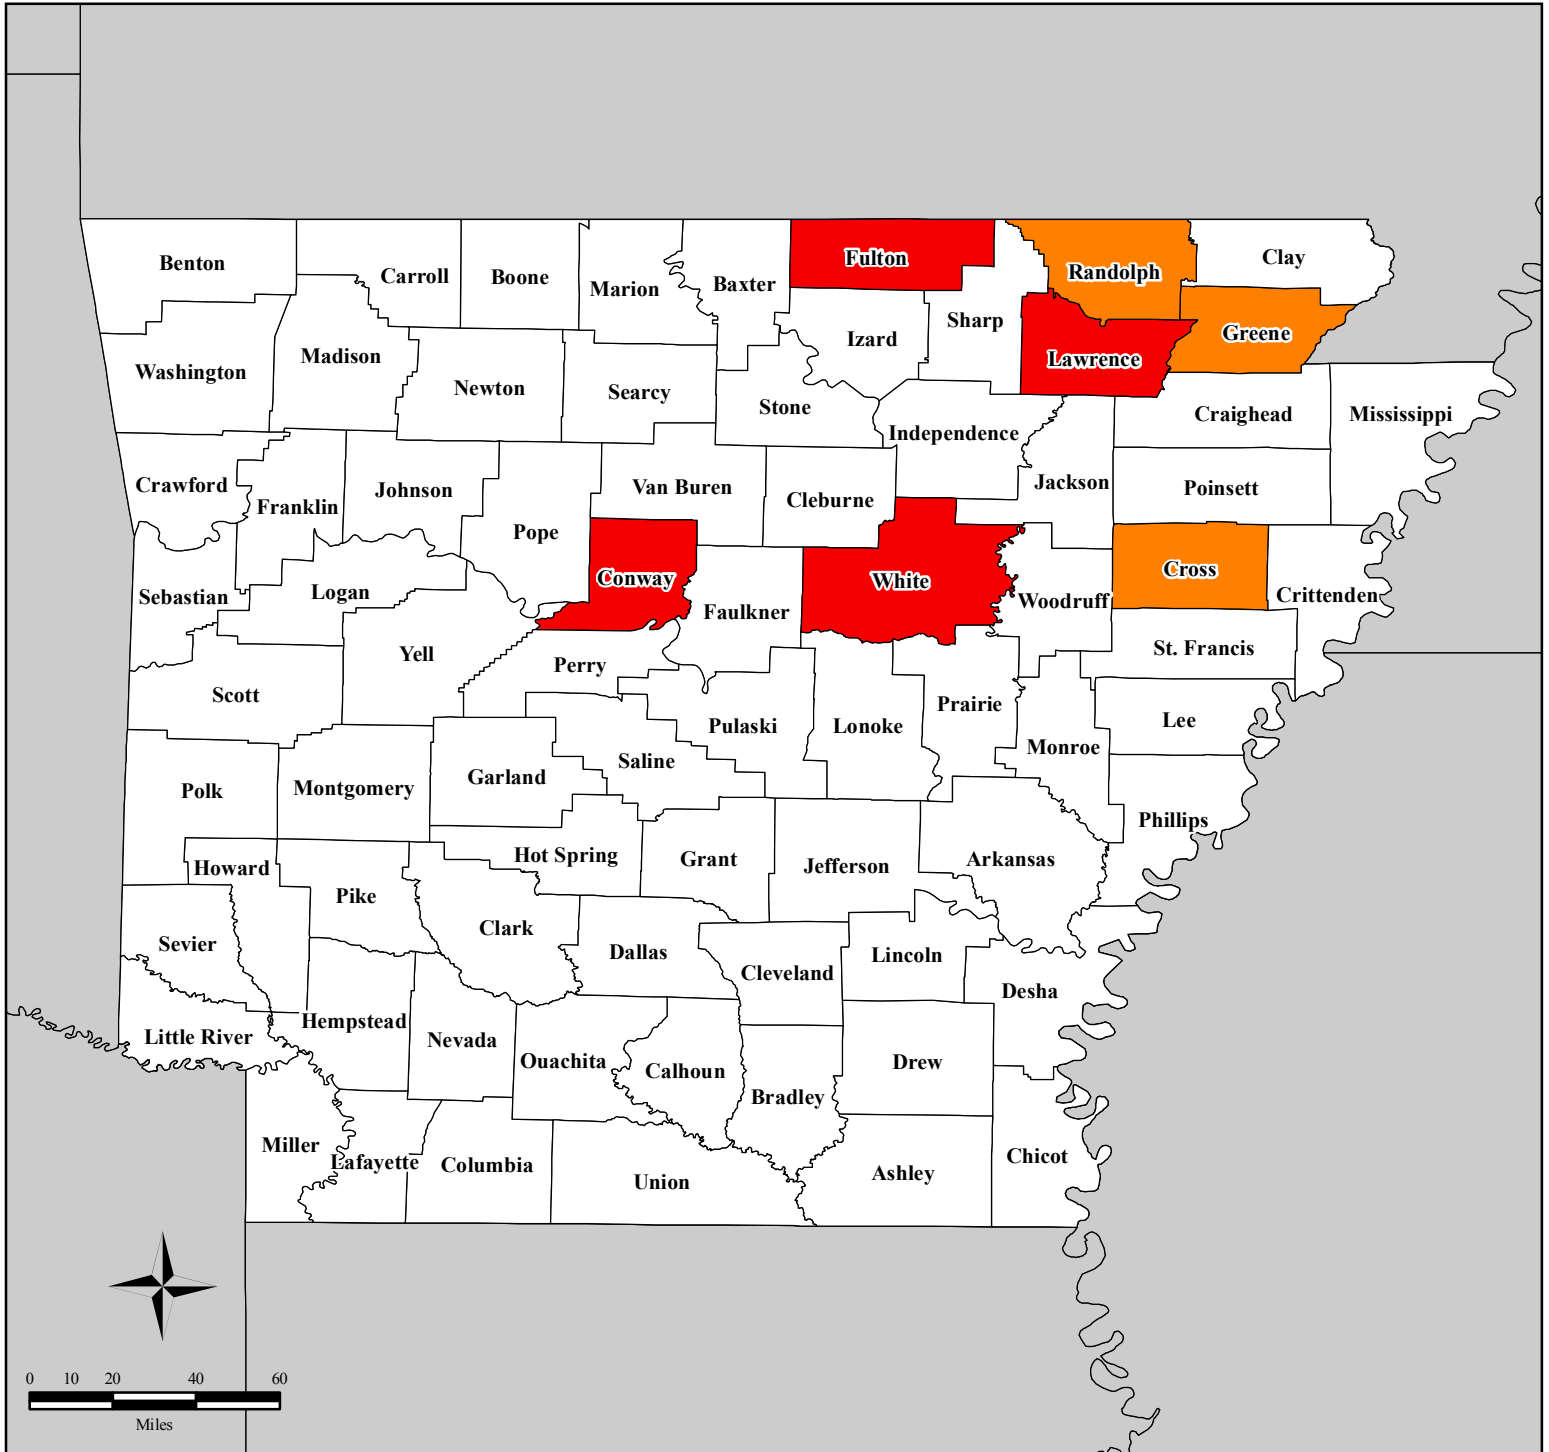 Benton
Carroll
Boone
Marion
Baxter
Fulton
Randolph
Clay
Washington
Madison
Newton
Searcy
Stone
Izard
Sharp
Lawrence
Greene
Independence
Craighead
Mississippi
Crawford
Franklin
Johnson
Pope
Van Buren
Cleburne
Jackson
Poinsett
Sebastian
Logan
Conway
Faulkner
White
Woodruff
Cross
Crittenden
Scott
Yell
Perry
Pulaski
Lonoke
Prairie
Monroe
St. Francis
Lee
Polk
Montgomery
Garland
Saline
Phillips
Howard
Pike
Hot Spring
Grant
Jefferson
Arkansas
Sevier
Clark
Dallas
Cleveland
Lincoln
Desha
Little River
Hempstead
Nevada
Ouachita
Calhoun
Bradley
Drew
Miller
Lafayette
Columbia
Union
Ashley
Chicot
0 10 20 40 60
Miles